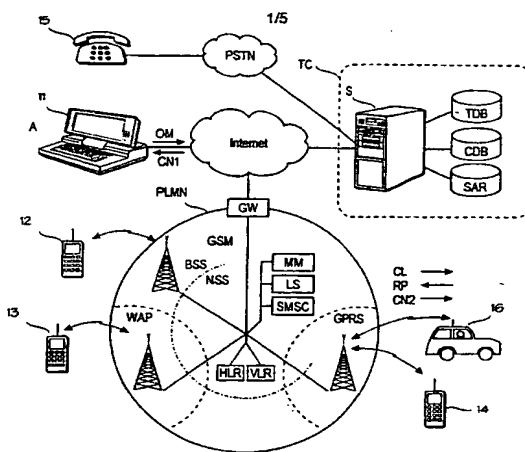 1/5
15
PSTN
TC
S
11
A
OM
CN1
Internet
TDB
CDB
SAR
PLMN
GW
12
GSM
BSS
NSS
MM
LS
SMSC
CL
RP
CN2
13
WAP
GPRS
16
HLR
VLR
14